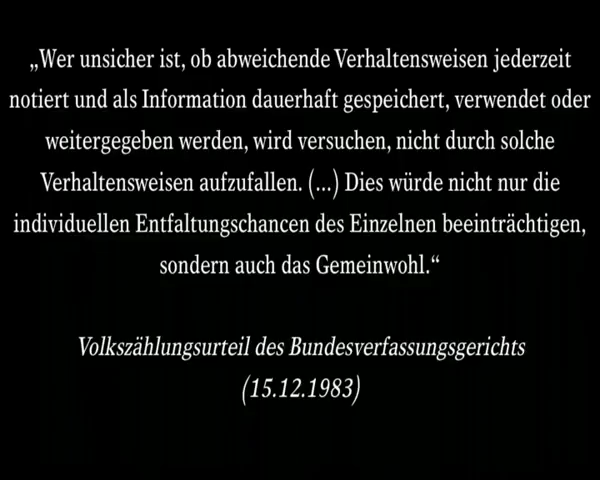 „Wer unsicher ist, ob abweichende Verhaltensweisen jederzeit
notiert und als Information dauerhaft gespeichert, verwendet oder
weitergegeben werden, wird versuchen, nicht durch solche
Verhaltensweisen aufzufallen. (...) Dies würde nicht nur die
individuellen Entfaltungschancen des Einzelnen beeinträchtigen,
sondern auch das Gemeinwohl.“
Volkszählungsurteil des Bundesverfassungsgerichts
(15.12.1983)